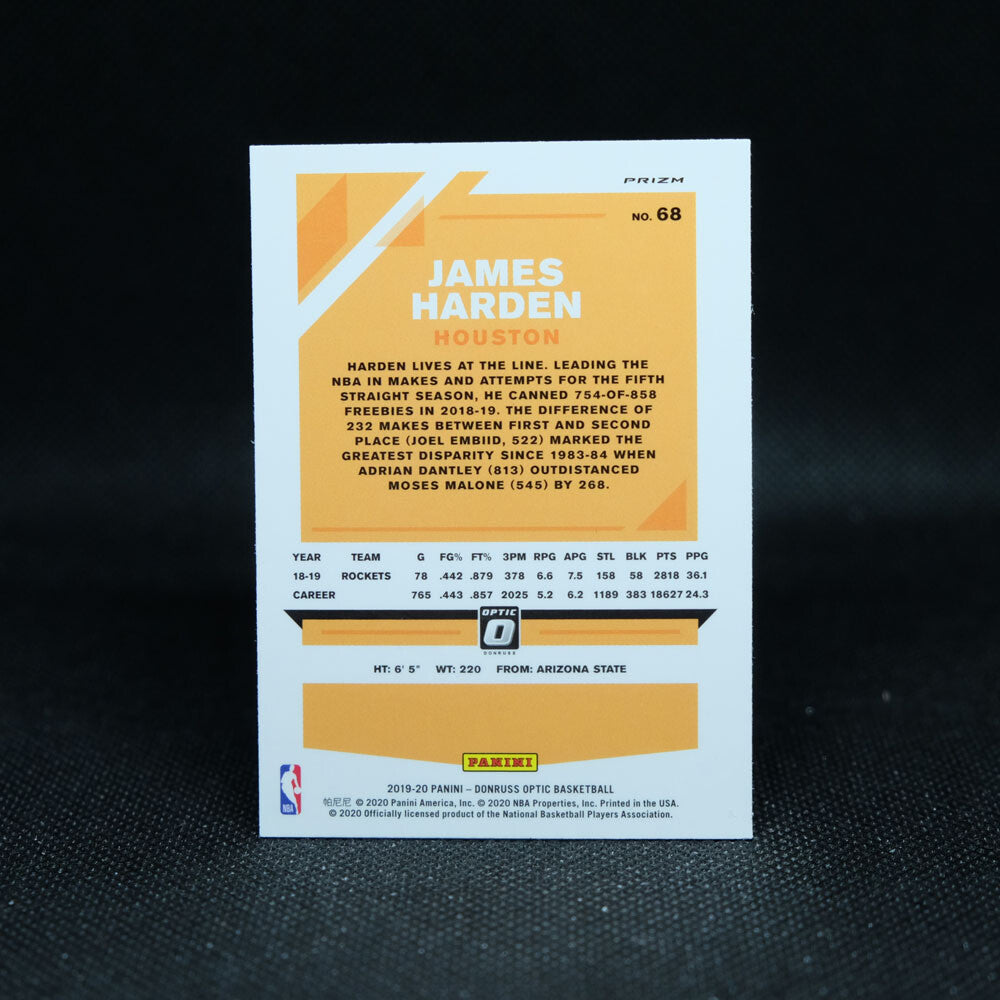 PRIZM
NO. 68
JAMES
HARDEN
HOUSTON
HARDEN LIVES AT THE LINE. LEADING THE
NBA IN MAKES AND ATTEMPTS FOR THE FIFTH
STRAIGHT SEASON, HE CANNED 754-OF-858
FREEBIES IN 2018-19. THE DIFFERENCE OF
232 MAKES BETWEEN FIRST AND SECOND
PLACE (JOEL EMBIID, 522) MARKED THE
GREATEST DISPARITY SINCE 1983-84 WHEN
ADRIAN DANTLEY (813) OUTDISTANCED
MOSES MALONE (545) BY 268.
YEAR TEAM G FG% FT% 3PM RPG APG STL BLK PTS PPG
18-19 ROCKETS 78 .442 .879 378 6.6 7.5 158 58 2818 36.1
CAREER 765 .443 .857 2025 5.2 6.2 1189 383 18627 24.3
OPTIC
O
DONRUSS
HT: 6' 5" WT: 220 FROM: ARIZONA STATE
PANINI
NBA
2019-20 PANINI – DONRUSS OPTIC BASKETBALL
帕尼尼 © 2020 Panini America, Inc. © 2020 NBA Properties, Inc. Printed in the USA.
© 2020 Officially licensed product of the National Basketball Players Association.